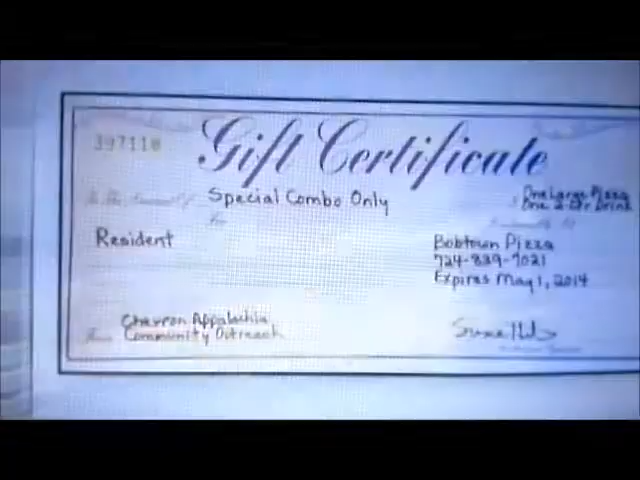 Gift Certificate
397110
Special Combo Only
One Large Pizza
One 2-Ltr Drink
Resident
Bobtown Pizza
724-839-7021
Expires May 1, 2014
Chevron Appalachia
Community Outreach